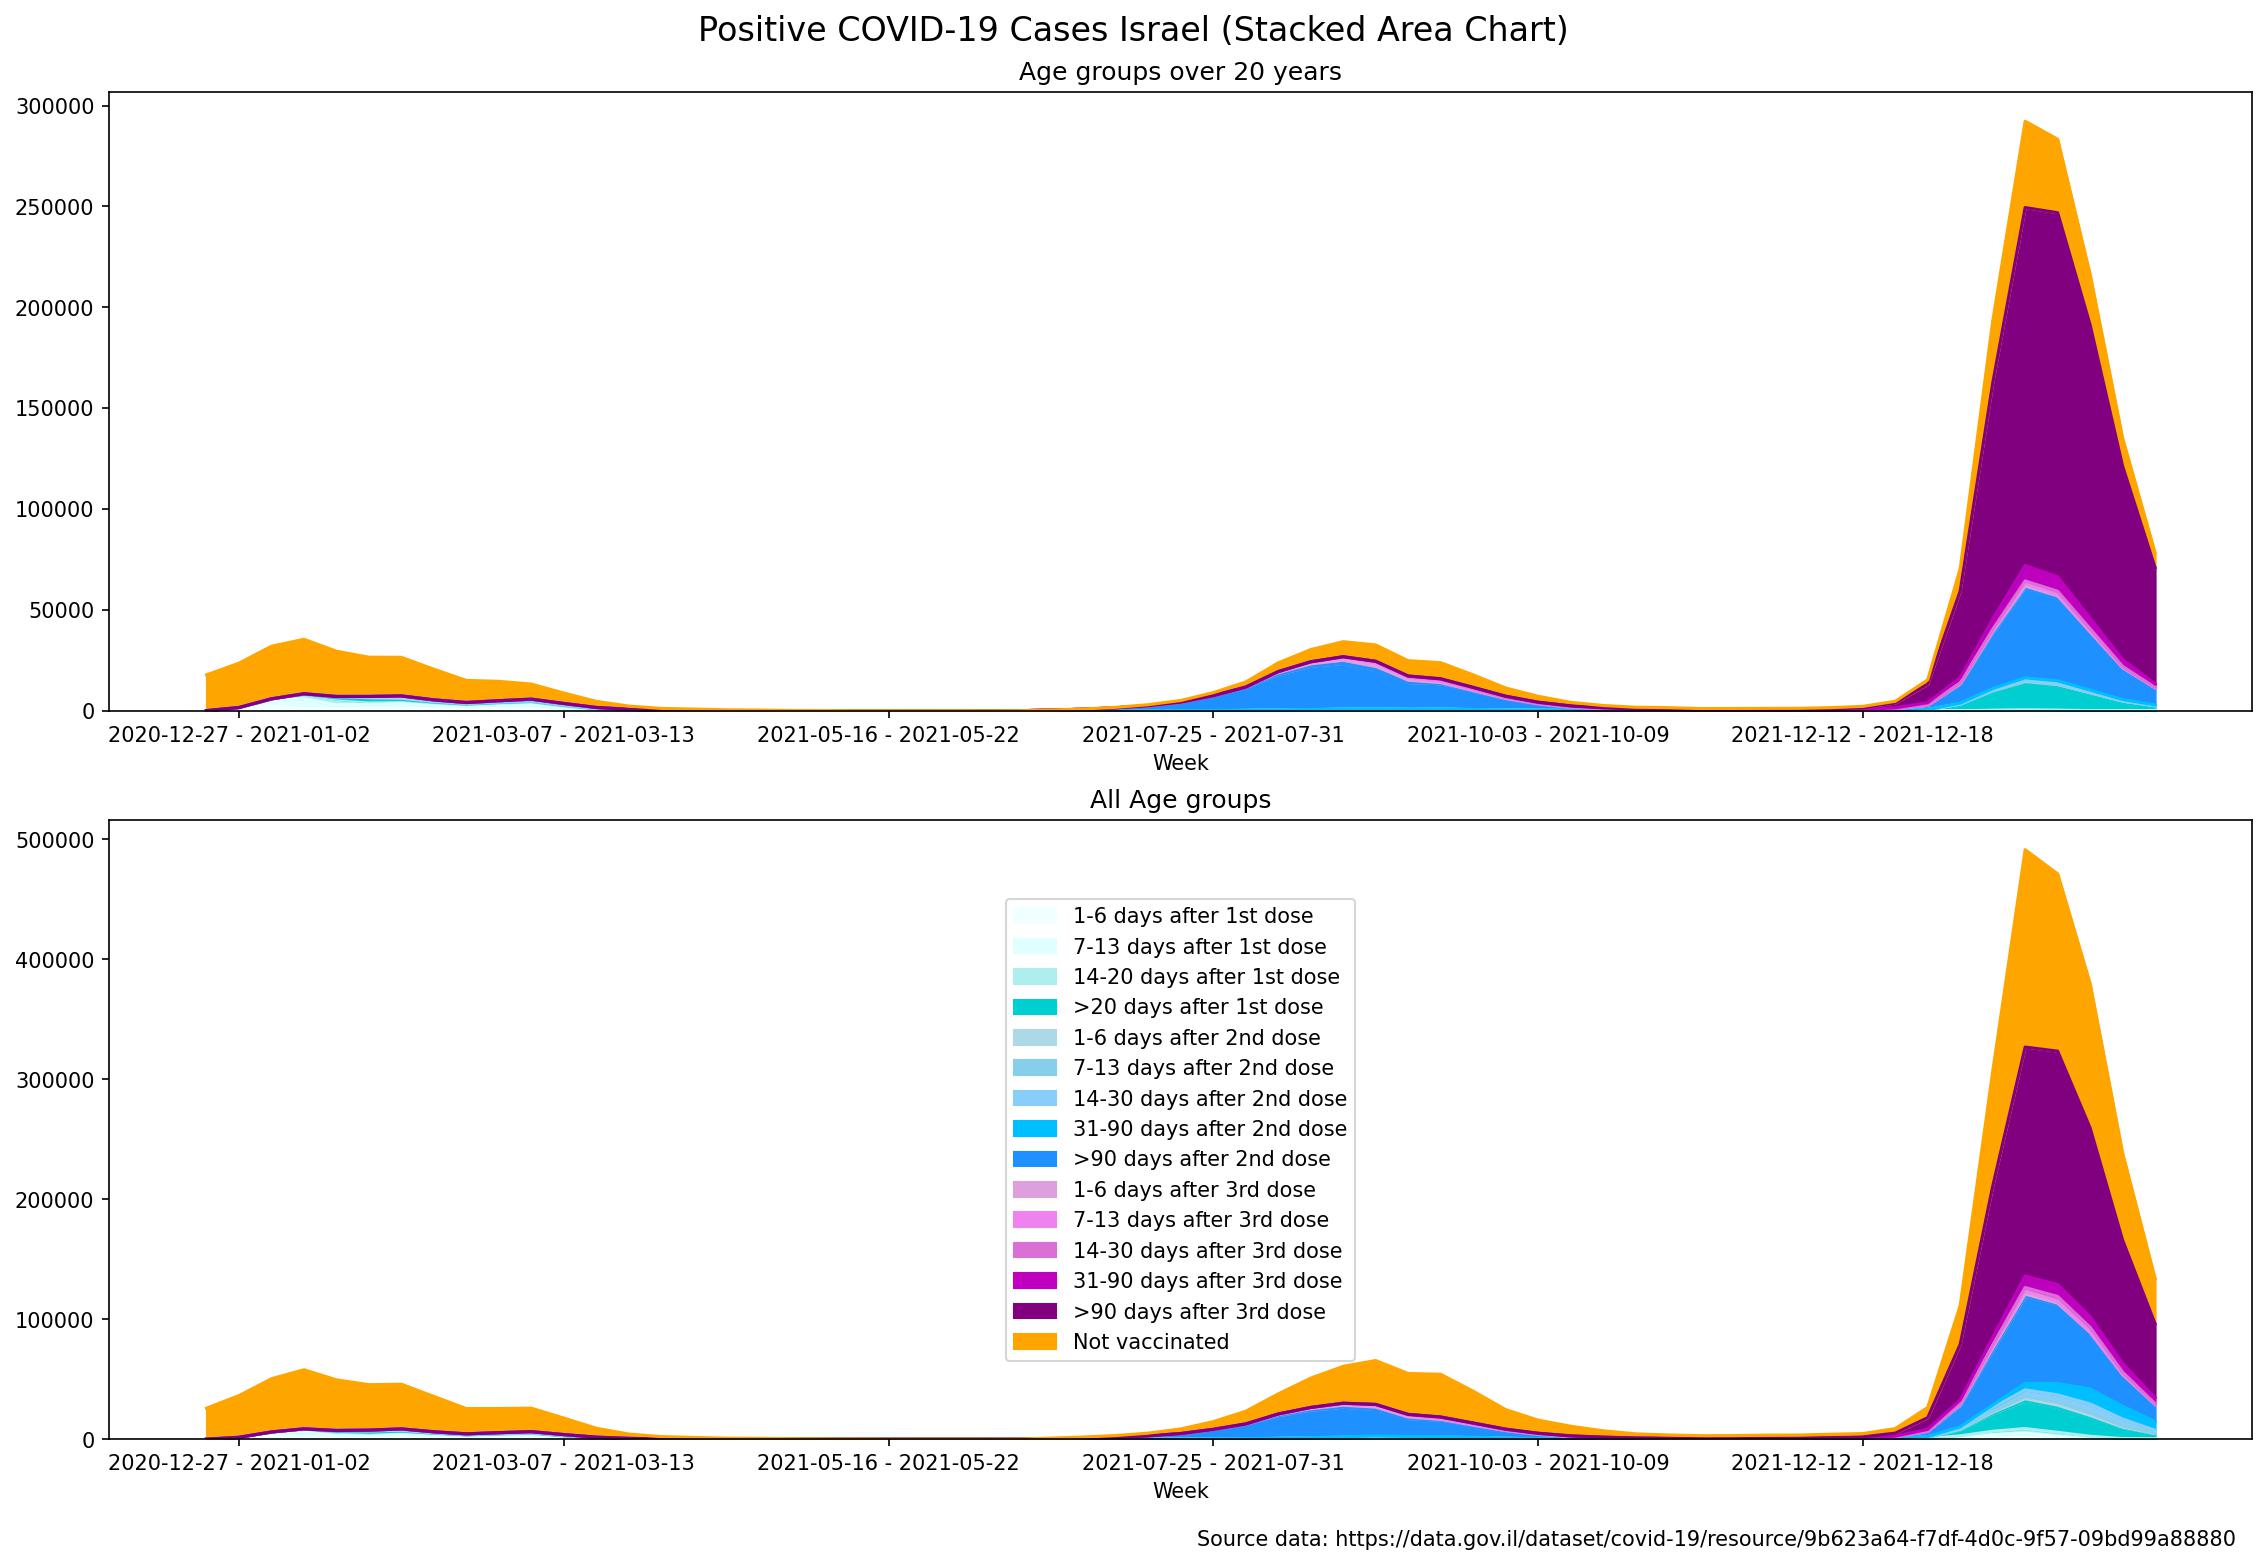 Positive COVID-19 Cases Israel (Stacked Area Chart)
Age groups over 20 years
300000
250000
200000
150000
100000
50000
0
2020-12-27 - 2021-01-02
2021-03-07 - 2021-03-13
2021-05-16 - 2021-05-22
2021-07-25 - 2021-07-31
2021-10-03 - 2021-10-09
2021-12-12 - 2021-12-18
Week
All Age groups
500000
400000
300000
200000
100000
0
1-6 days after 1st dose
7-13 days after 1st dose
14-20 days after 1st dose
>20 days after 1st dose
1-6 days after 2nd dose
7-13 days after 2nd dose
14-30 days after 2nd dose
31-90 days after 2nd dose
>90 days after 2nd dose
1-6 days after 3rd dose
7-13 days after 3rd dose
14-30 days after 3rd dose
31-90 days after 3rd dose
>90 days after 3rd dose
Not vaccinated
2020-12-27 - 2021-01-02
2021-03-07 - 2021-03-13
2021-05-16 - 2021-05-22
2021-07-25 - 2021-07-31
2021-10-03 - 2021-10-09
2021-12-12 - 2021-12-18
Week
Source data: https://data.gov.il/dataset/covid-19/resource/9b623a64-f7df-4d0c-9f57-09bd99a88880